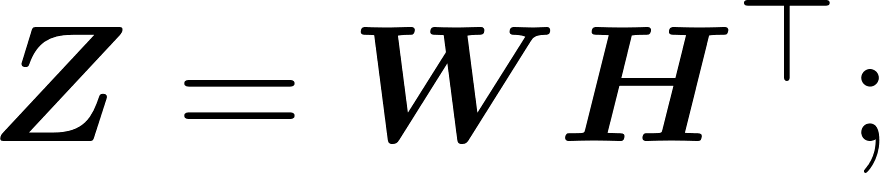 Z = WH⊤;